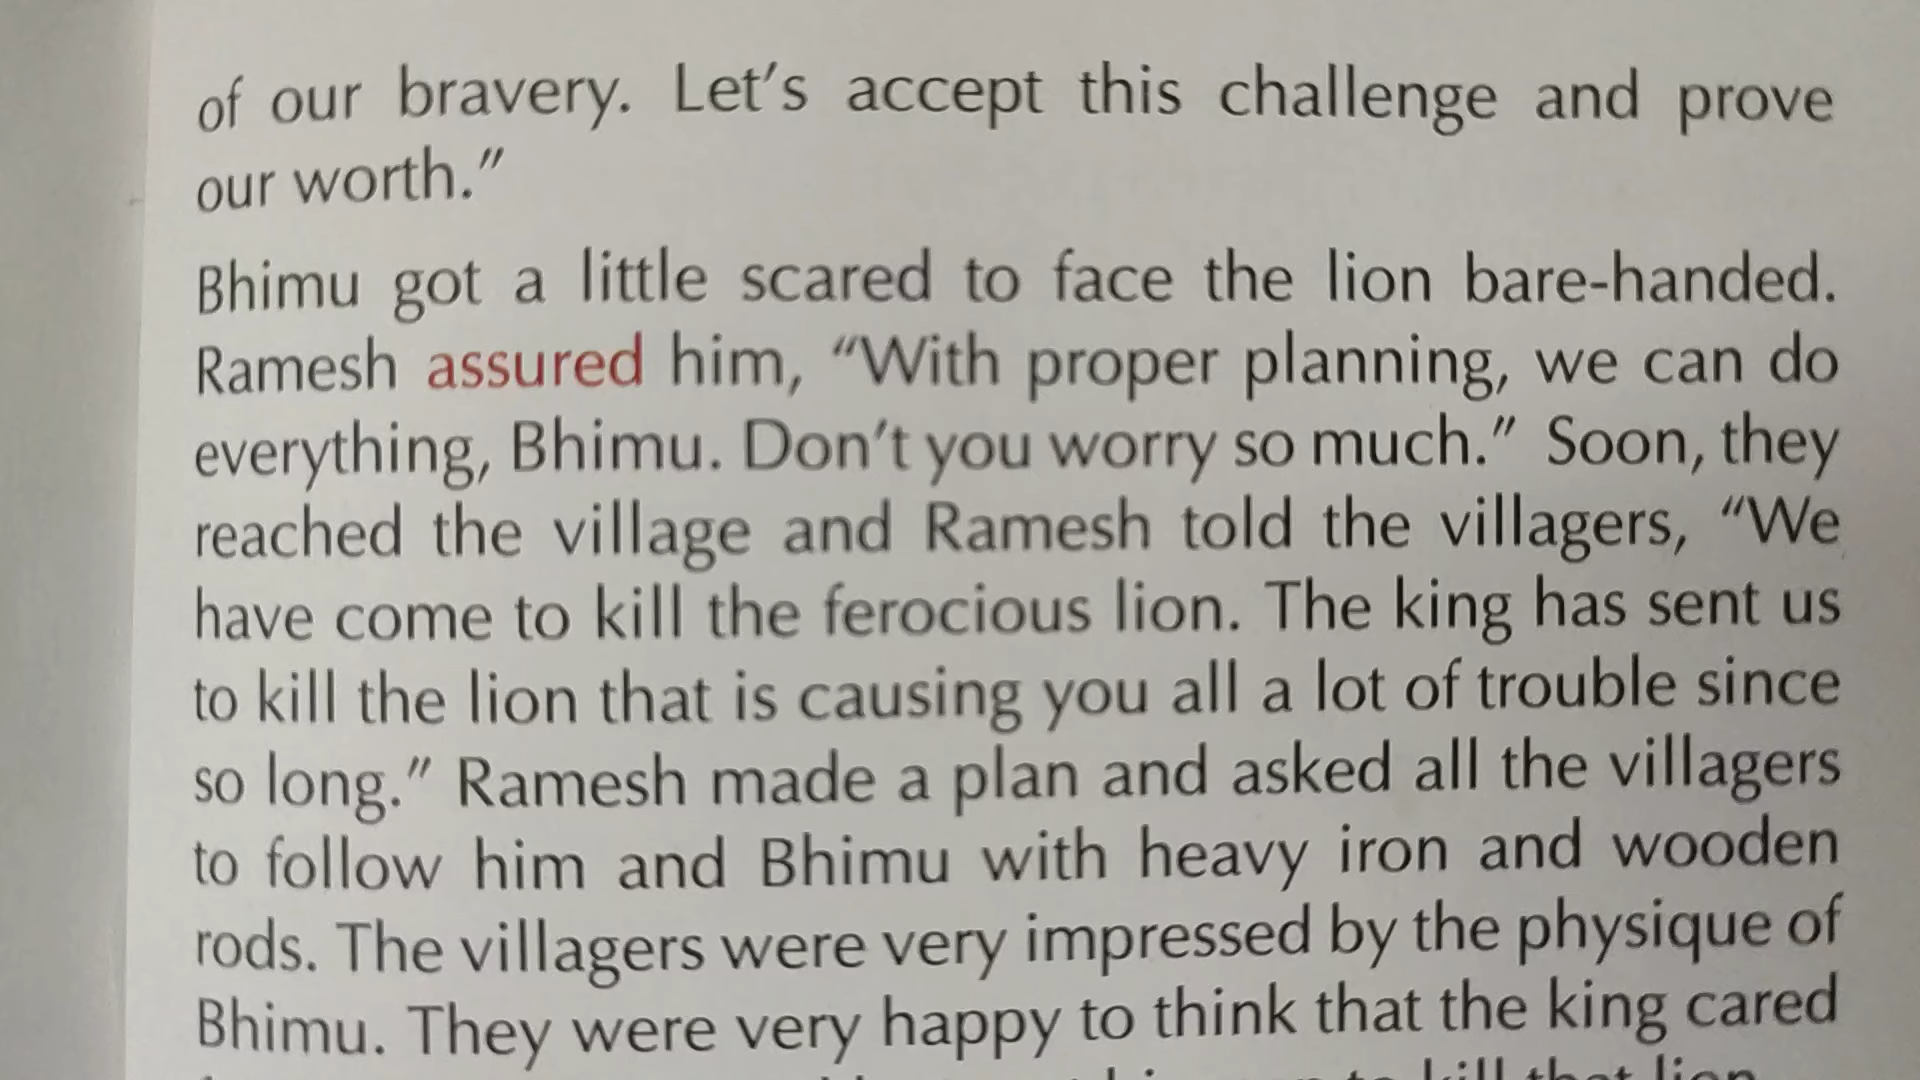 of our bravery. Let's accept this challenge and prove
our worth.”
Bhimu got a little scared to face the lion bare-handed.
Ramesh assured him, “With proper planning, we can do
everything, Bhimu. Don't you worry so much.” Soon, they
reached the village and Ramesh told the villagers, “We
have come to kill the ferocious lion. The king has sent us
to kill the lion that is causing you all a lot of trouble since
so long.” Ramesh made a plan and asked all the villagers
to follow him and Bhimu with heavy iron and wooden
rods. The villagers were very impressed by the physique of
Bhimu. They were very happy to think that the king cared
to kill that lion